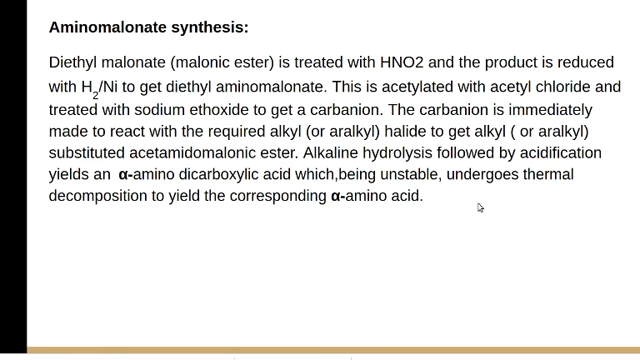 Aminomalonate synthesis:
Diethyl malonate (malonic ester) is treated with HNO2 and the product is reduced
with H2/Ni to get diethyl aminomalonate. This is acetylated with acetyl chloride and
treated with sodium ethoxide to get a carbanion. The carbanion is immediately
made to react with the required alkyl (or aralkyl) halide to get alkyl ( or aralkyl)
substituted acetamidomalonic ester. Alkaline hydrolysis followed by acidification
yields an α-amino dicarboxylic acid which,being unstable, undergoes thermal
decomposition to yield the corresponding α-amino acid.